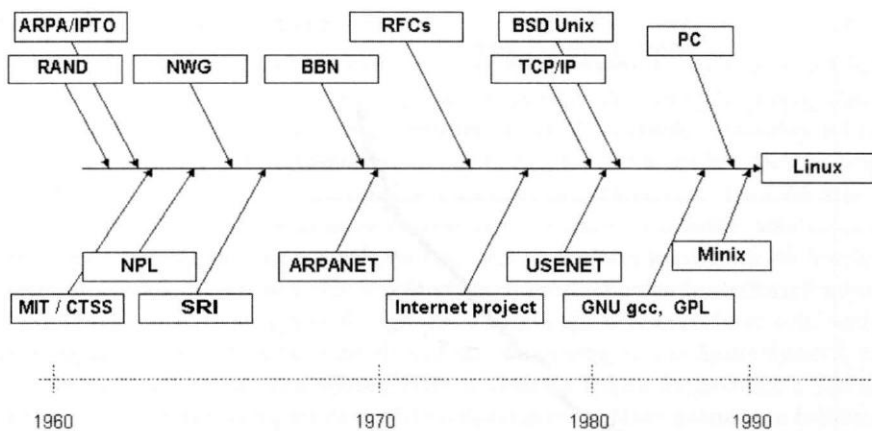 ARPA/IPTO
RFCs
BSD Unix
PC
RAND
NWG
BBN
TCP/IP
Linux
NPL
ARPANET
USENET
Minix
MIT / CTSS
SRI
Internet project
GNU gcc, GPL
1960
1970
1980
1990